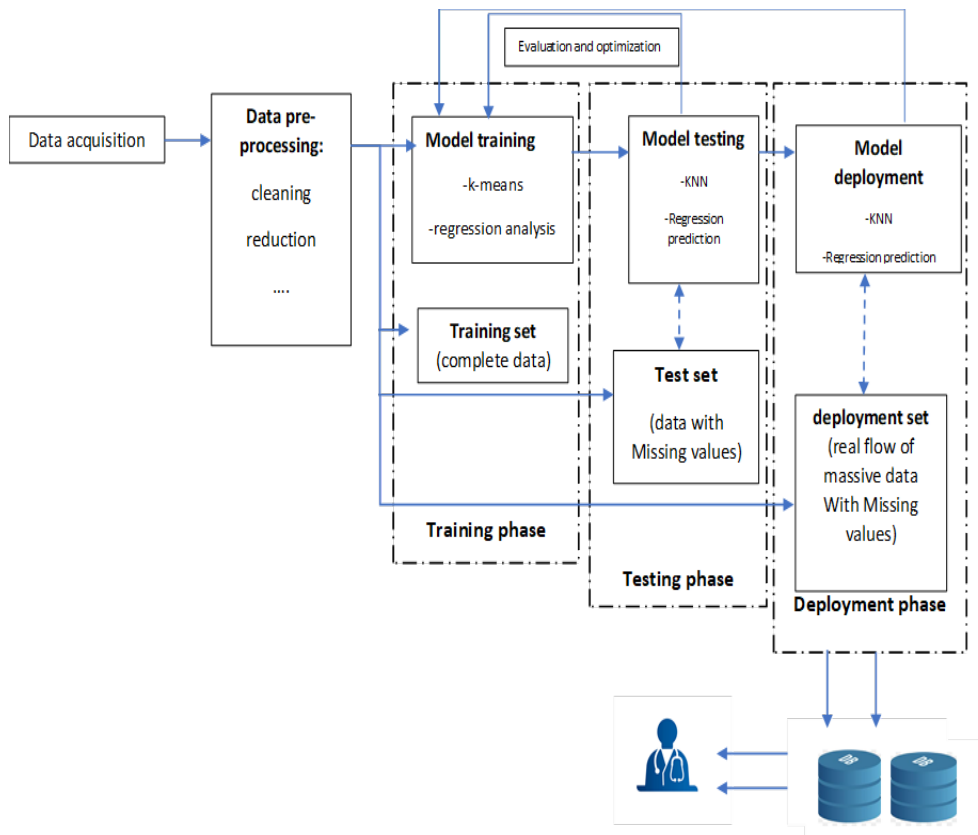 Evaluation and optimization
Data acquisition
Data pre-
processing:
cleaning
reduction
....
Model training
-k-means
-regression analysis
Training set
(complete data)
Training phase
Model testing
-KNN
-Regression
prediction
Test set
(data with
Missing values)
Testing phase
Model
deployment
-KNN
-Regression prediction
deployment set
(real flow of
massive data
With Missing
values)
Deployment phase
DB
DB